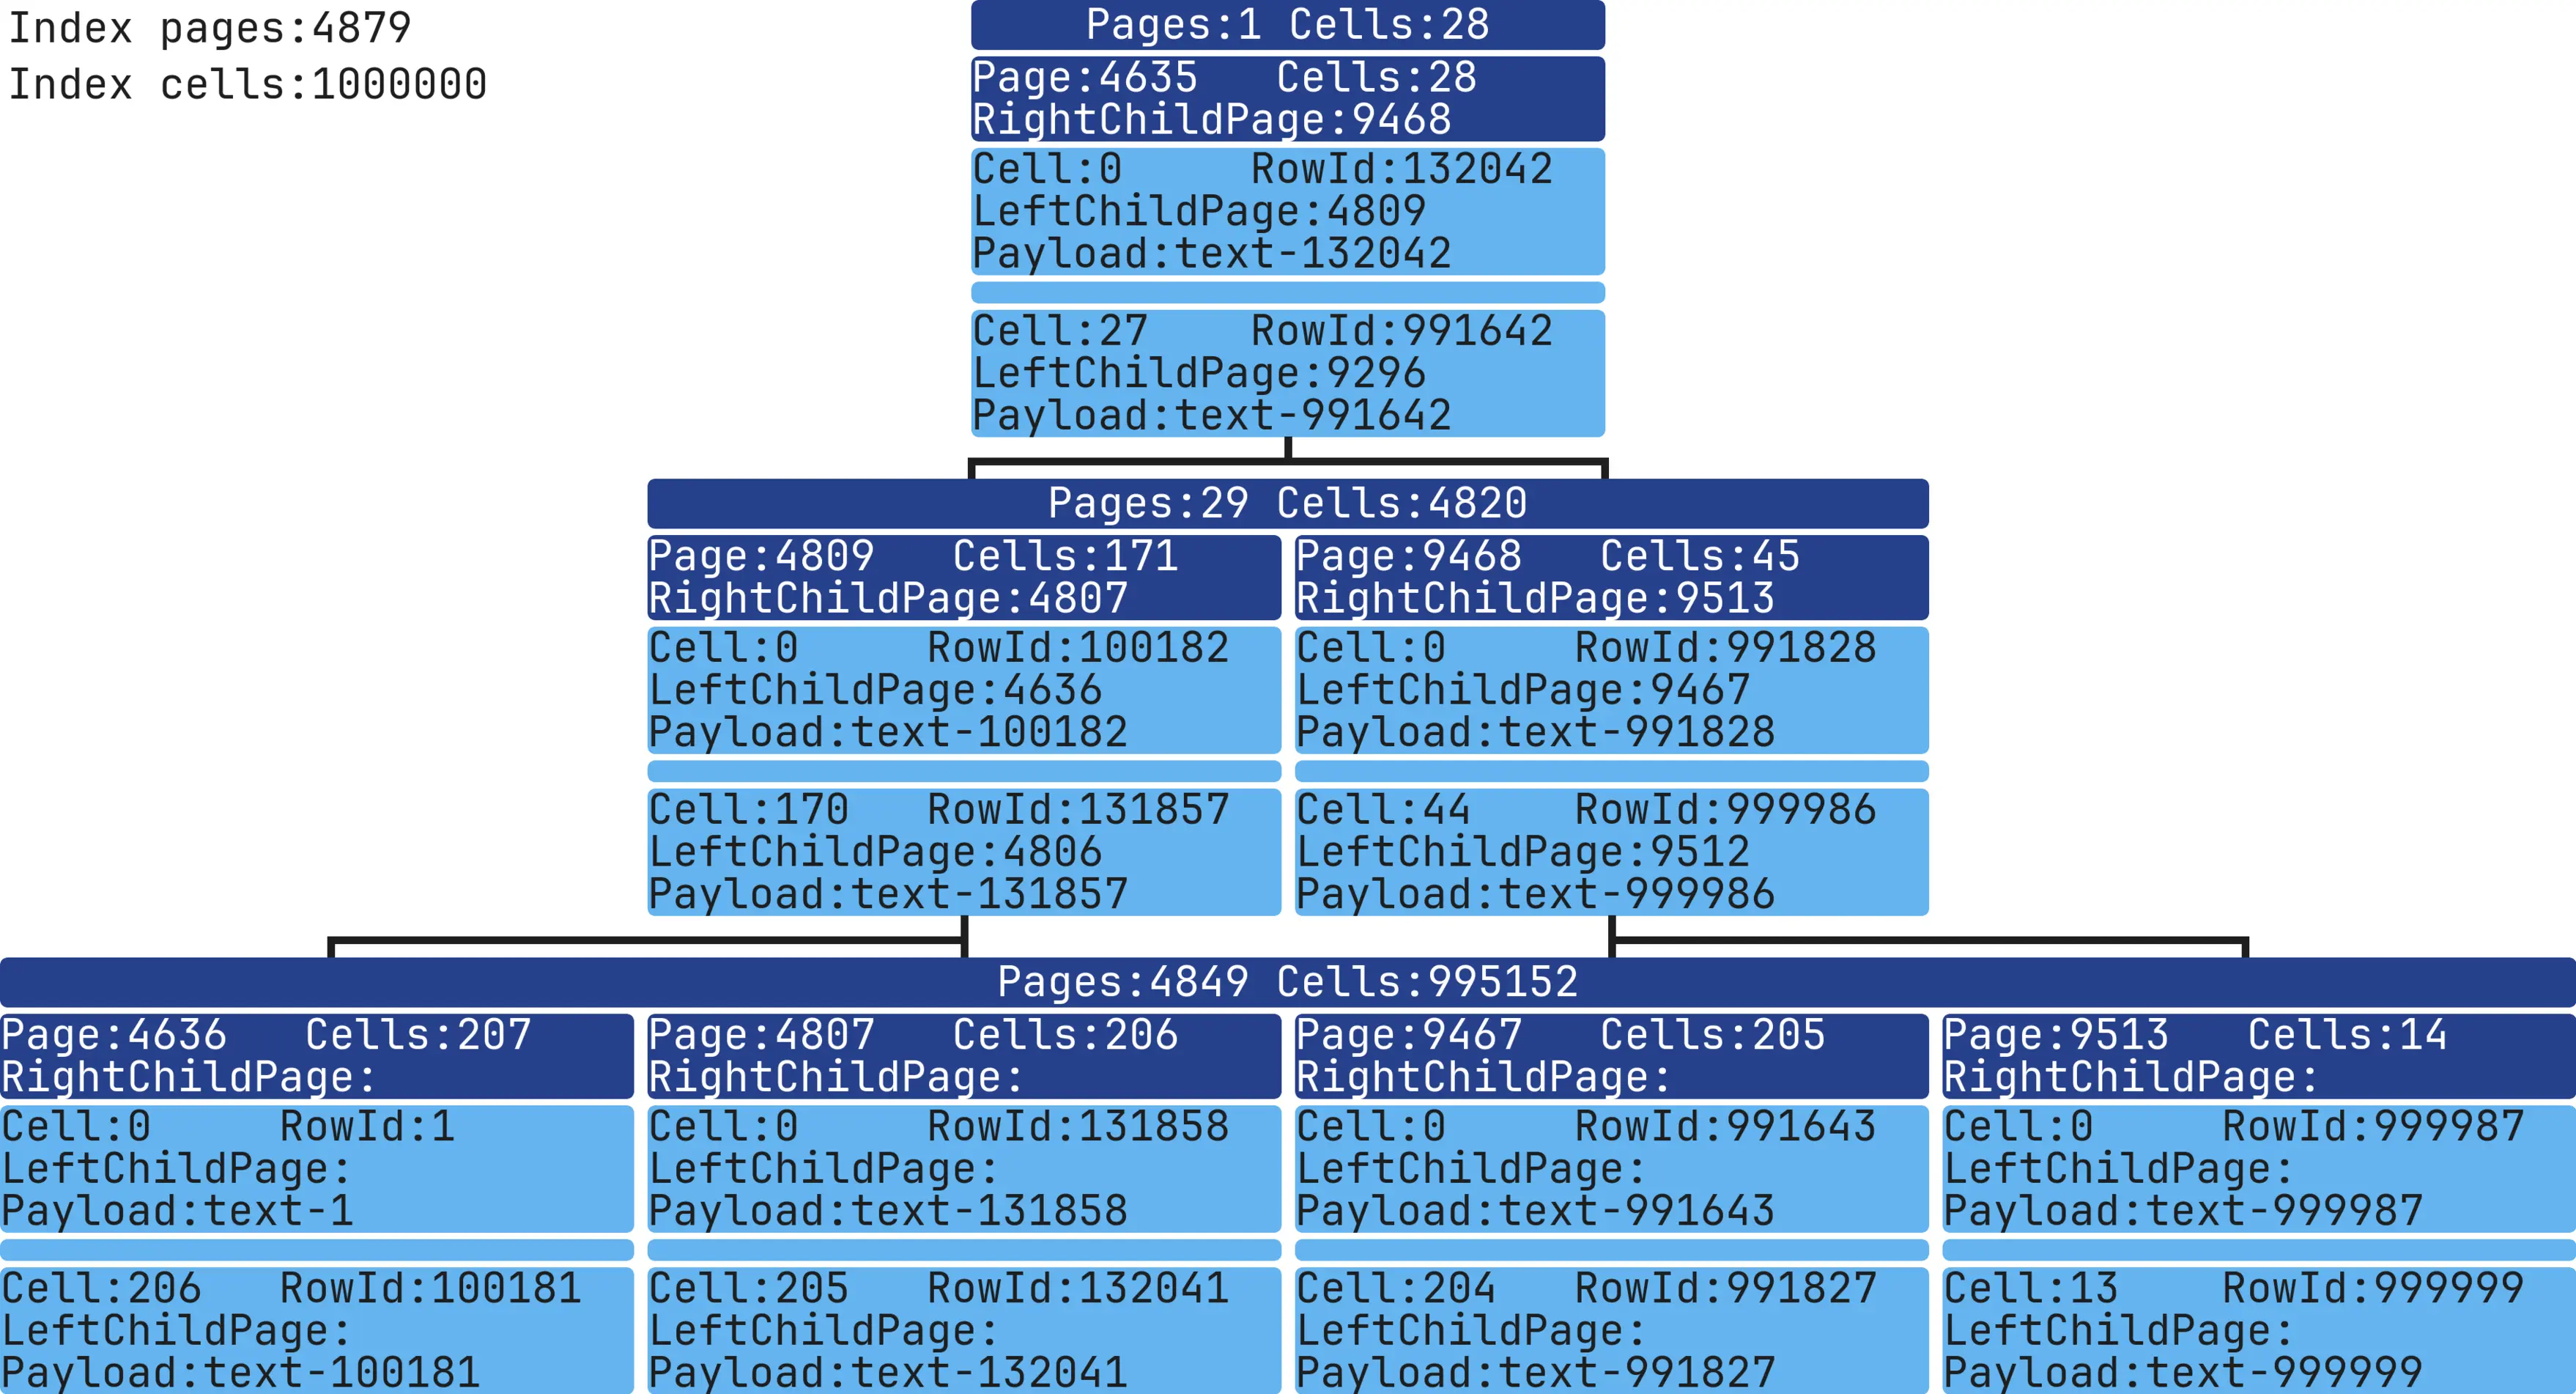 Index pages:4879
Index cells:1000000
Pages:1 Cells:28
Page:4635 Cells:28
RightChildPage:9468
Cell:0 RowId:132042
LeftChildPage:4809
Payload:text-132042
Cell:27 RowId:991642
LeftChildPage:9296
Payload:text-991642
Pages:29 Cells:4820
Page:4809 Cells:171
RightChildPage:4807
Cell:0 RowId:100182
LeftChildPage:4636
Payload:text-100182
Cell:170 RowId:131857
LeftChildPage:4806
Payload:text-131857
Page:9468 Cells:45
RightChildPage:9513
Cell:0 RowId:991828
LeftChildPage:9467
Payload:text-991828
Cell:44 RowId:999986
LeftChildPage:9512
Payload:text-999986
Pages:4849 Cells:995152
Page:4636 Cells:207
RightChildPage:
Cell:0 RowId:1
LeftChildPage:
Payload:text-1
Cell:206 RowId:100181
LeftChildPage:
Payload:text-100181
Page:4807 Cells:206
RightChildPage:
Cell:0 RowId:131858
LeftChildPage:
Payload:text-131858
Cell:205 RowId:132041
LeftChildPage:
Payload:text-132041
Page:9467 Cells:205
RightChildPage:
Cell:0 RowId:991643
LeftChildPage:
Payload:text-991643
Cell:204 RowId:991827
LeftChildPage:
Payload:text-991827
Page:9513 Cells:14
RightChildPage:
Cell:0 RowId:999987
LeftChildPage:
Payload:text-999987
Cell:13 RowId:999999
LeftChildPage:
Payload:text-999999